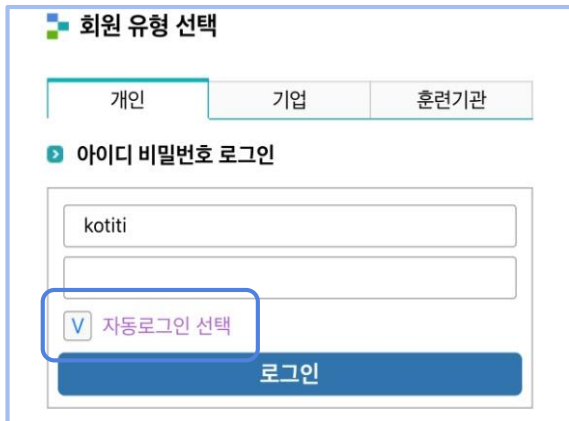 회원 유형 선택
개인 기업 훈련기관
아이디 비밀번호 로그인
kotiti
V 자동로그인 선택
로그인